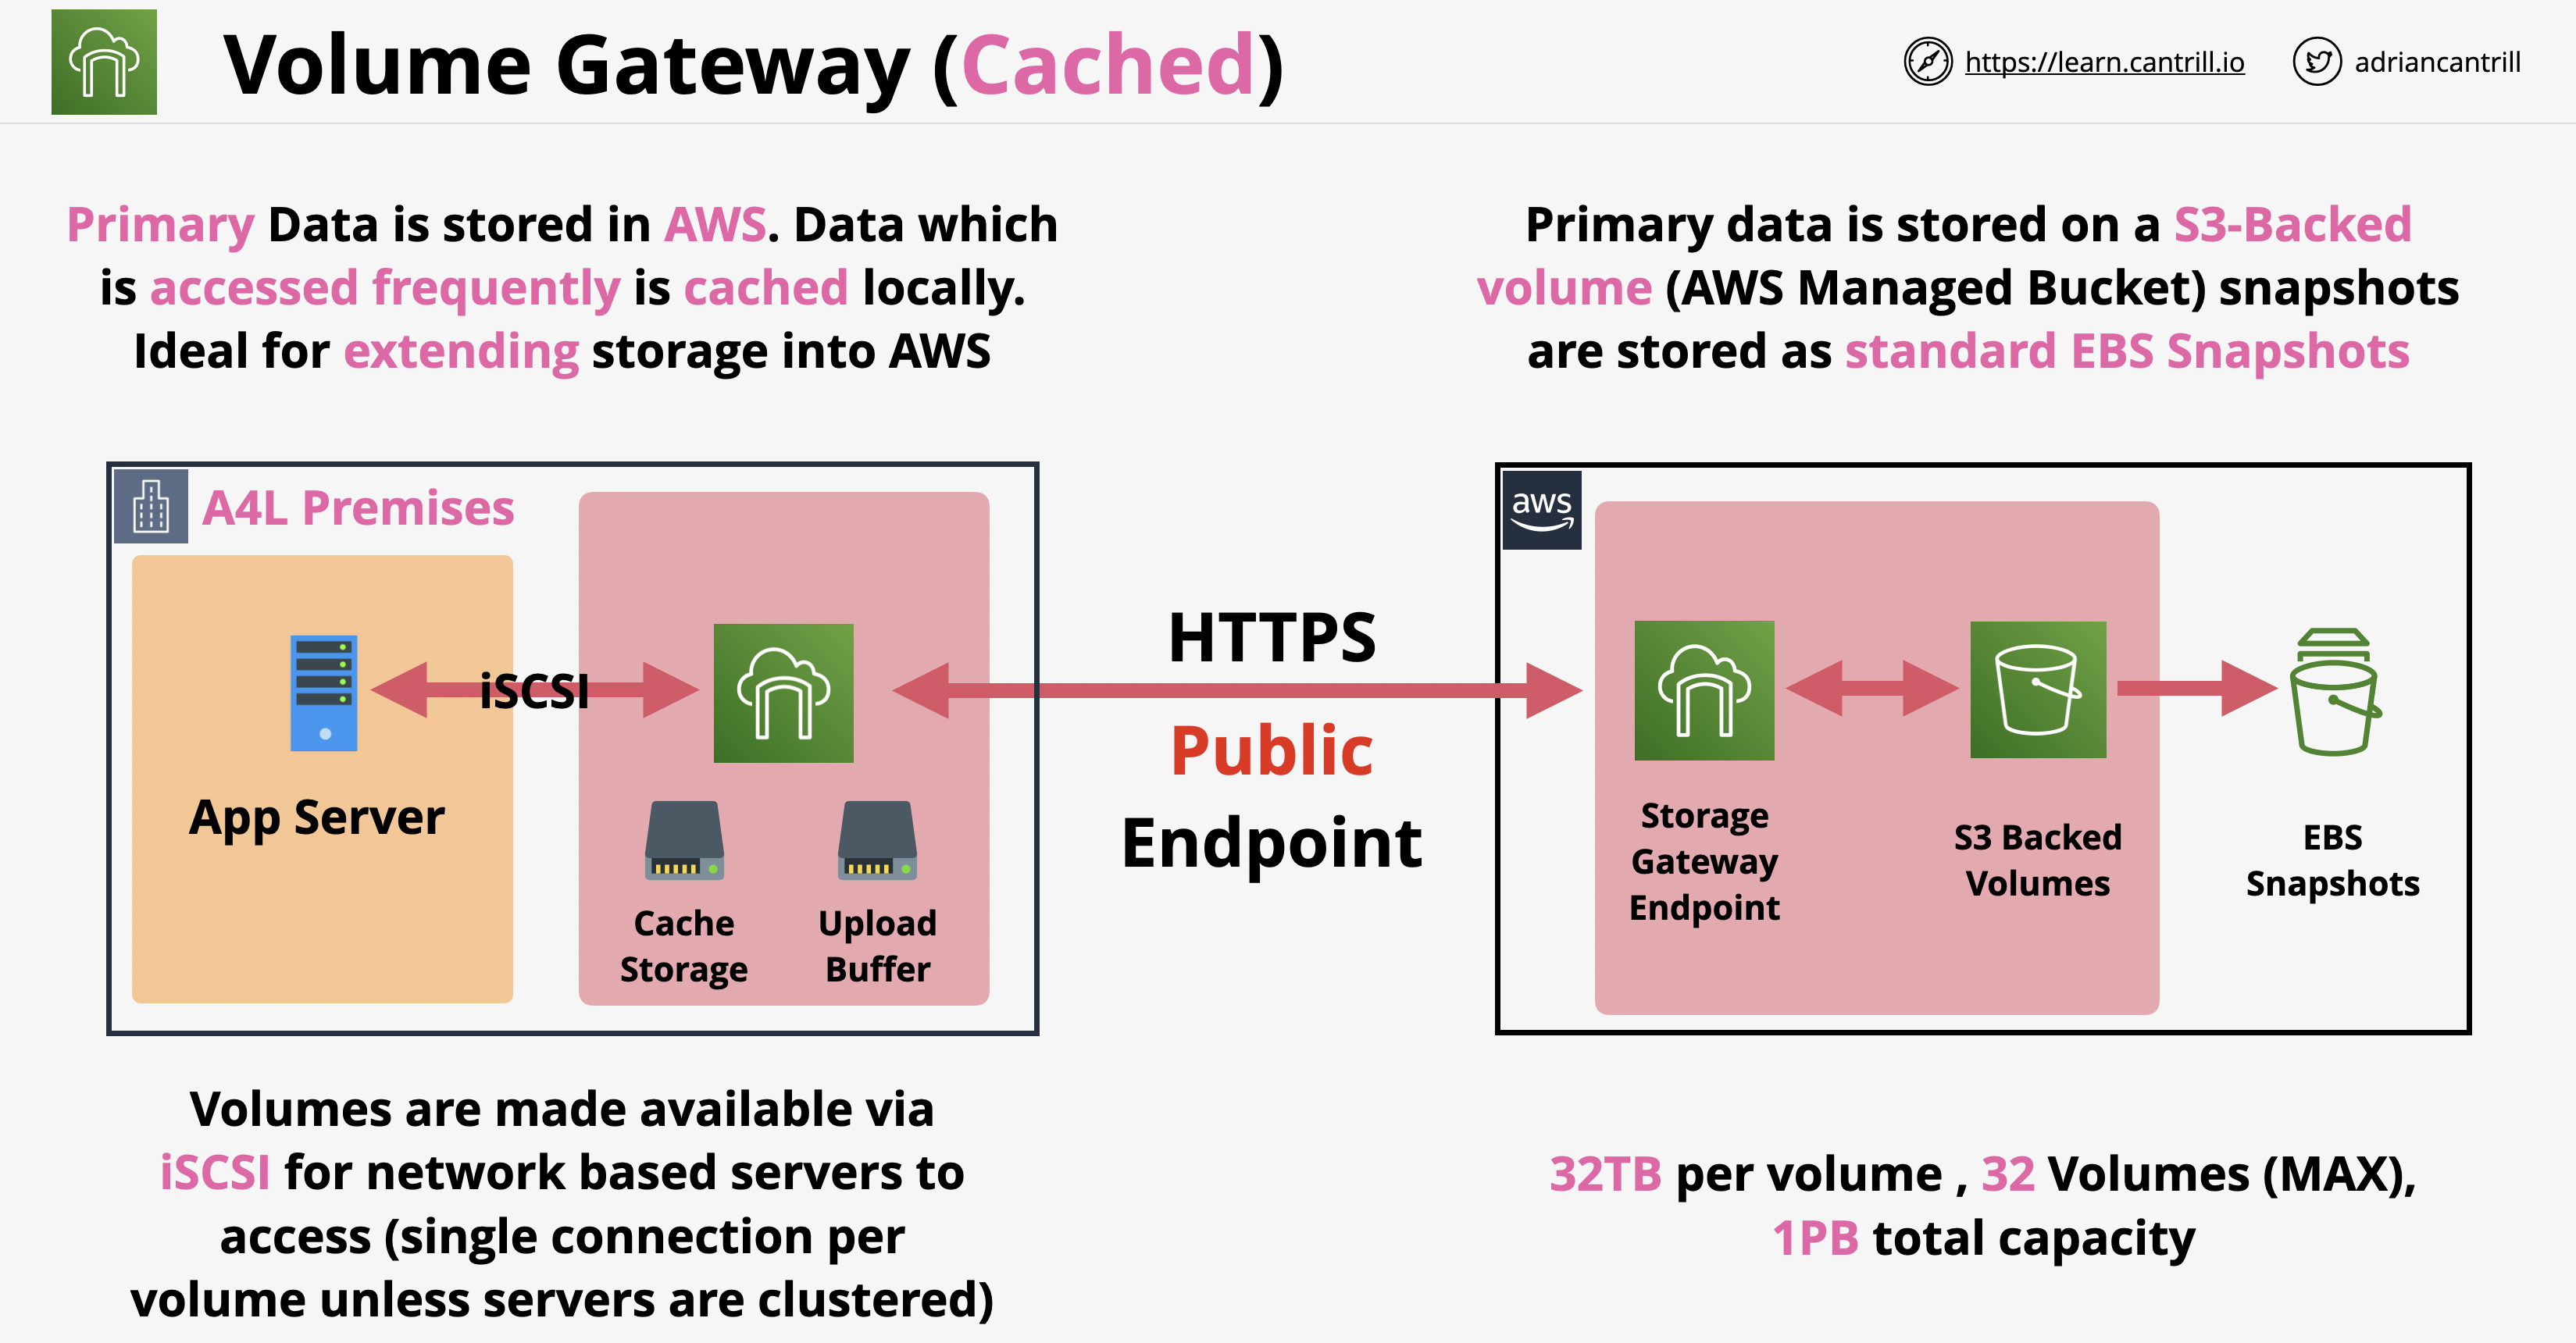 Volume Gateway (Cached)
https://learn.cantrill.io
adriancantrill
Primary Data is stored in AWS. Data which
is accessed frequently is cached locally.
Ideal for extending storage into AWS
Primary data is stored on a S3-Backed
volume (AWS Managed Bucket) snapshots
are stored as standard EBS Snapshots
A4L Premises
App Server
iSCSI
Cache
Storage
Upload
Buffer
HTTPS
Public
Endpoint
aws
Storage
Gateway
Endpoint
S3 Backed
Volumes
EBS
Snapshots
Volumes are made available via
iSCSI for network based servers to
access (single connection per
volume unless servers are clustered)
32TB per volume , 32 Volumes (MAX),
1PB total capacity